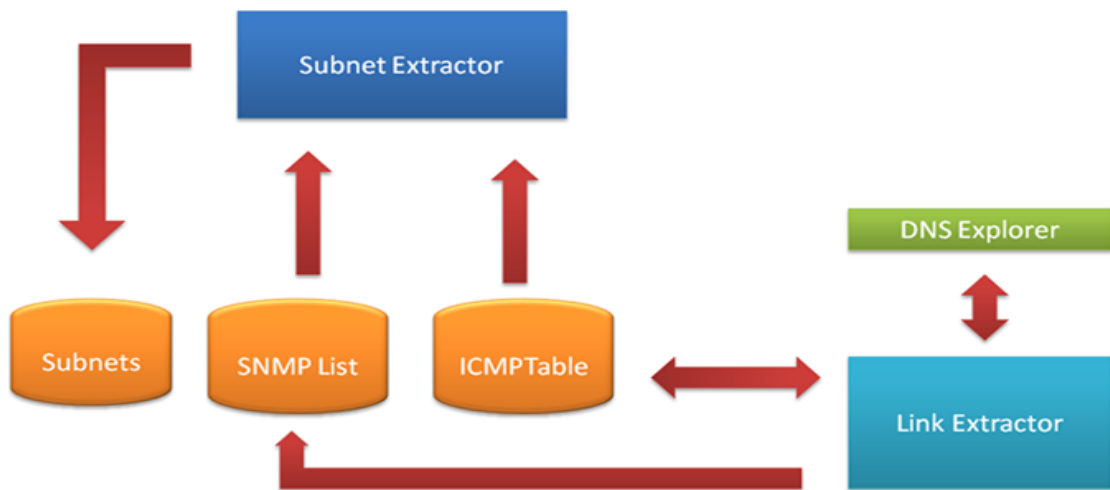 Subnet Extractor
DNS Explorer
Subnets
SNMP List
ICMPTable
Link Extractor